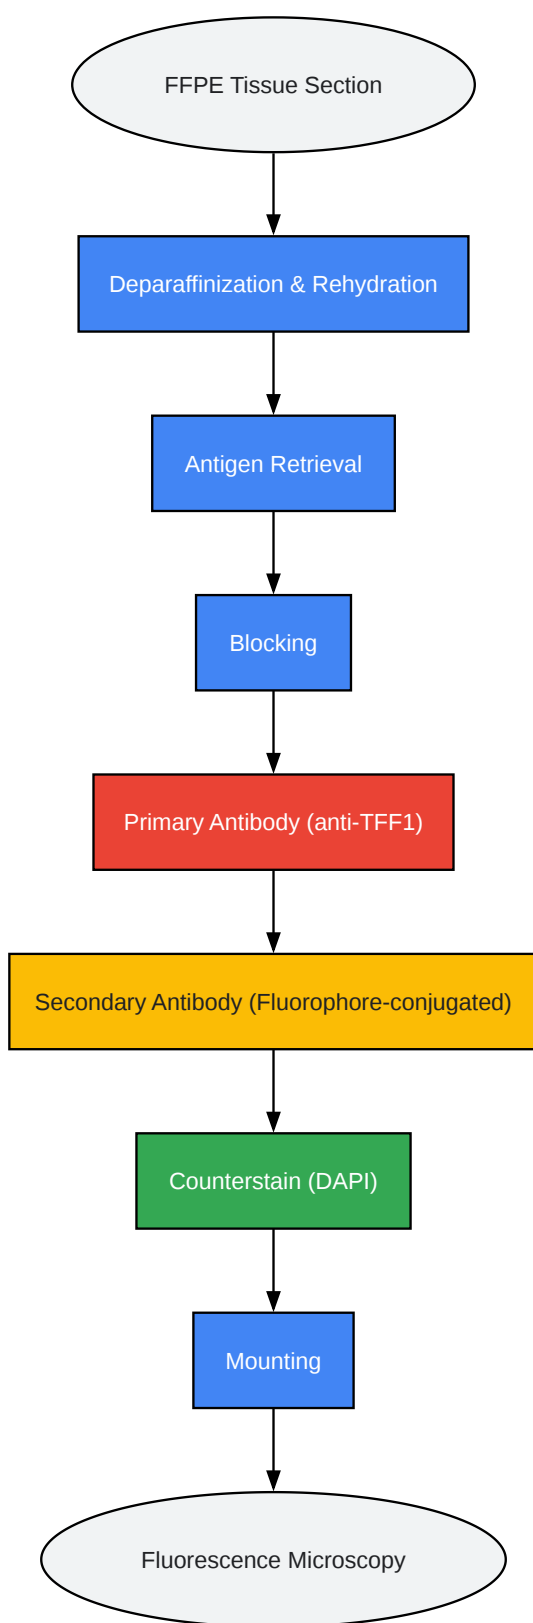 FFPE Tissue Section
Deparaffinization & Rehydration
Antigen Retrieval
Blocking
Primary Antibody (anti-TFF1)
Secondary Antibody (Fluorophore-conjugated)
Counterstain (DAPI)
Mounting
Fluorescence Microscopy